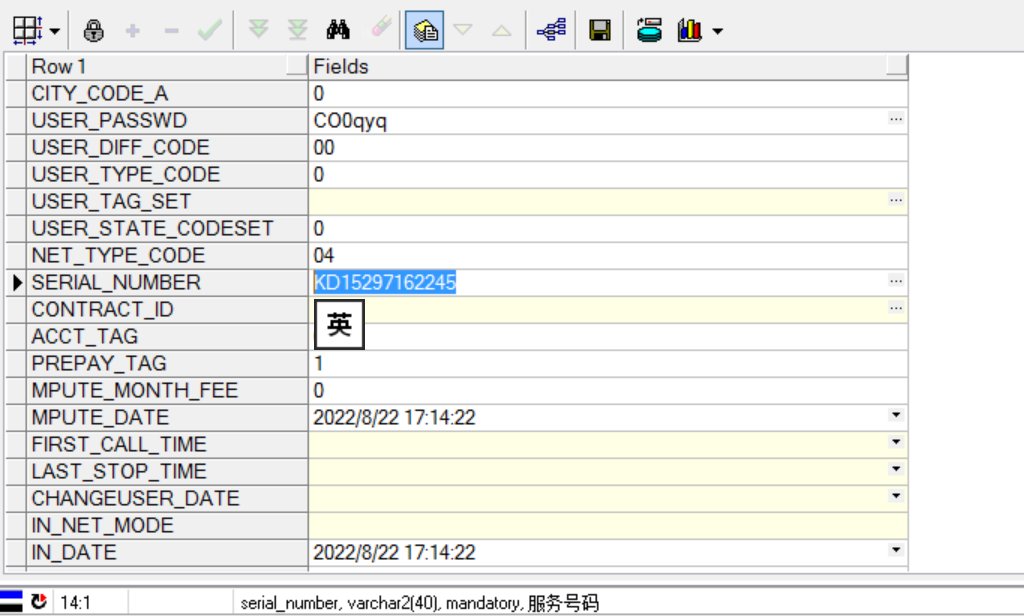 Row 1 Fields
CITY_CODE_A 0
USER_PASSWD CO0qyq ...
USER_DIFF_CODE 00
USER_TYPE_CODE 0
USER_TAG_SET ...
USER_STATE_CODESET 0
NET_TYPE_CODE 04
SERIAL_NUMBER KD15297162245 ...
CONTRACT_ID ...
英
ACCT_TAG
PREPAY_TAG 1
MPUTE_MONTH_FEE 0
MPUTE_DATE 2022/8/22 17:14:22
FIRST_CALL_TIME
LAST_STOP_TIME
CHANGEUSER_DATE
IN_NET_MODE
IN_DATE 2022/8/22 17:14:22
14:1 serial_number, varchar2(40), mandatory, 服务号码